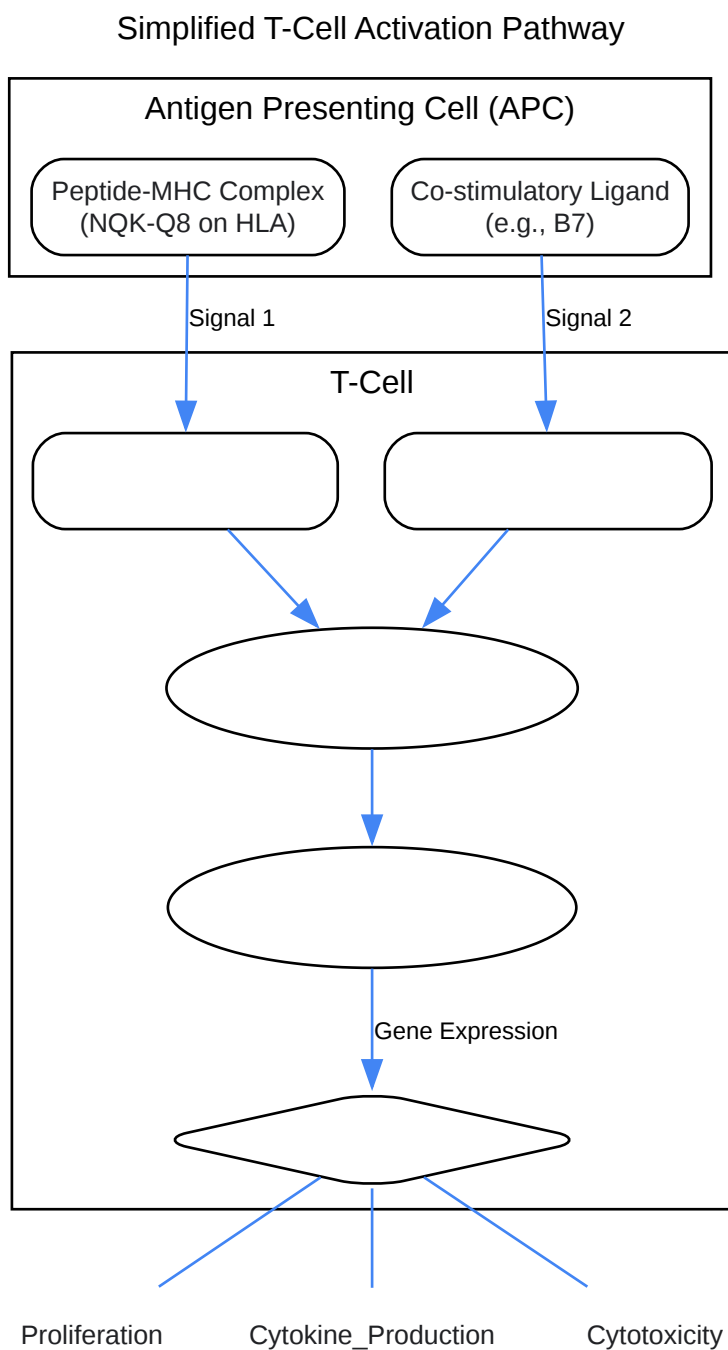 Simplified T-Cell Activation Pathway
Antigen Presenting Cell (APC)
Peptide-MHC Complex
(NQK-Q8 on HLA)
Co-stimulatory Ligand
(e.g., B7)
Signal 1
Signal 2
T-Cell
Gene Expression
Proliferation
Cytokine_Production
Cytotoxicity